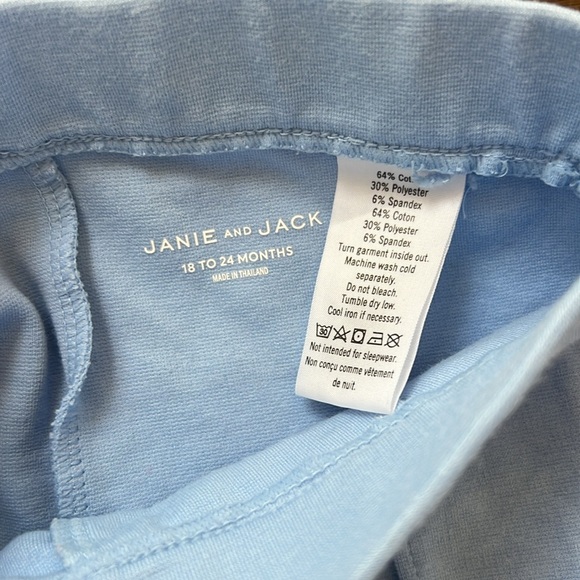 JANIE AND JACK
18 TO 24 MONTHS
MADE IN THAILAND
64%
30% Polyester
6% Spandex
64% Cotton
30% Polyester
6% Spandex
Turn garment inside out.
Machine wash cold
separately.
Do not bleach.
Tumble dry low.
Cool iron if necessary.
30
Not intended for sleepwear.
Non conçu comme vêtement
de nuit.